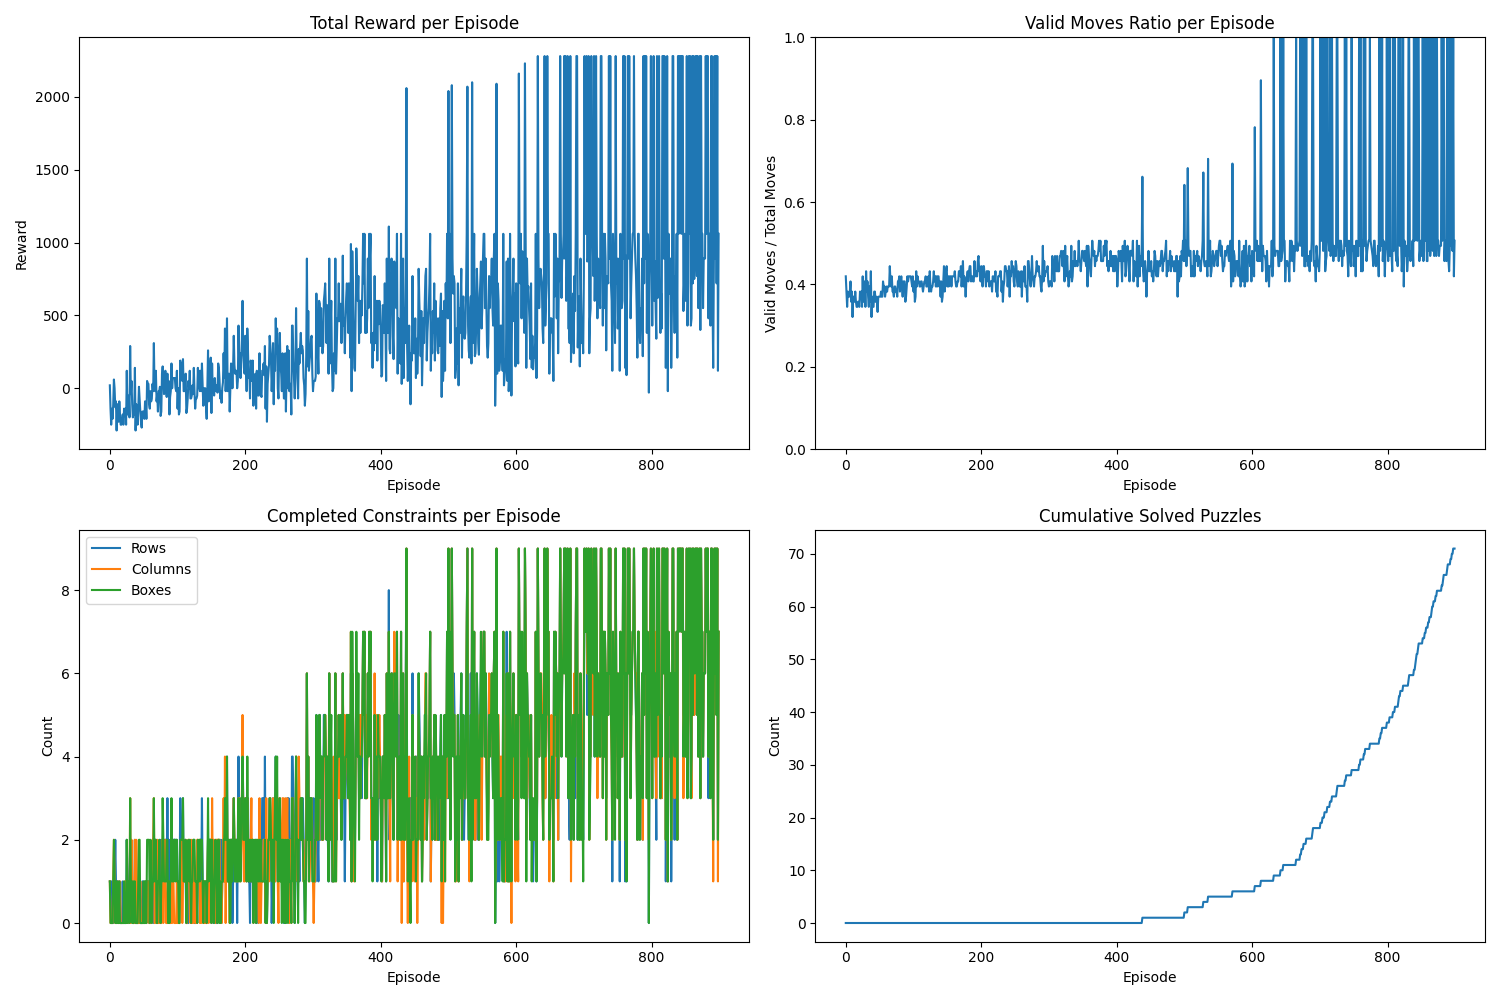 Total Reward per Episode
Reward
2000
1500
1000
500
0
0 200 400 600 800
Episode
Valid Moves Ratio per Episode
Valid Moves / Total Moves
1.0
0.8
0.6
0.4
0.2
0.0
0 200 400 600 800
Episode
Completed Constraints per Episode
Count
Rows
Columns
Boxes
8
6
4
2
0
0 200 400 600 800
Episode
Cumulative Solved Puzzles
Count
70
60
50
40
30
20
10
0
0 200 400 600 800
Episode